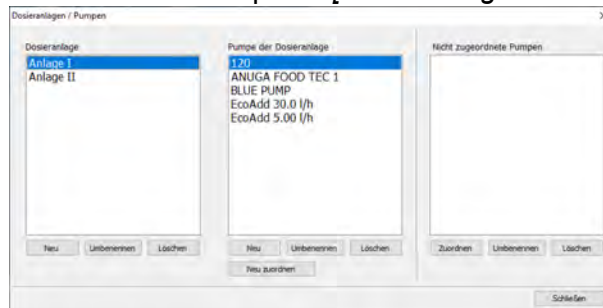 Dosieranlagen / Pumpen
Dosieranlage
Anlage I
Anlage II
Neu Umbenennen Löschen
Pumpe der Dosieranlage
120
ANUGA FOOD TEC 1
BLUE PUMP
EcoAdd 30.0 l/h
EcoAdd 5.00 l/h
Neu Umbenennen Löschen
Neu zuordnen
Nicht zugeordnete Pumpen
Zuordnen Umbenennen Löschen
Schließen